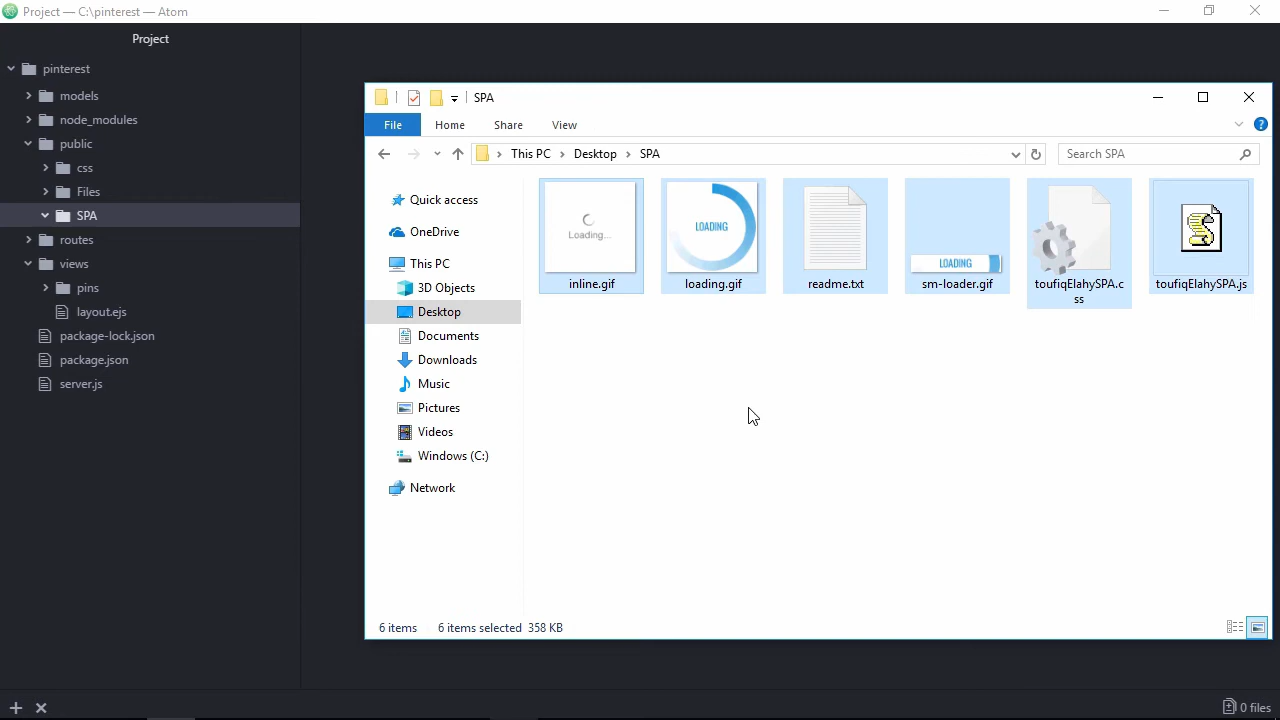 Project — C:\pinterest — Atom
Project
pinterest
models
node_modules
public
css
Files
SPA
routes
views
pins
layout.ejs
package-lock.json
package.json
server.js
0 files
SPA
File
Home
Share
View
This PC
Desktop
SPA
Search SPA
Quick access
OneDrive
This PC
3D Objects
Desktop
Documents
Downloads
Music
Pictures
Videos
Windows (C:)
Network
Loading...
inline.gif
LOADING
loading.gif
readme.txt
LOADING
sm-loader.gif
toufiqElahySPA.c
ss
toufiqElahySPA.js
6 items
6 items selected 358 KB